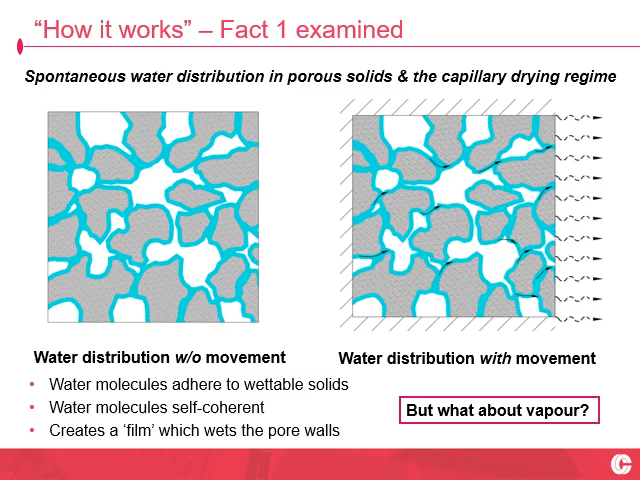 “How it works” – Fact 1 examined
Spontaneous water distribution in porous solids & the capillary drying regime
Water distribution w/o movement
Water distribution with movement
• Water molecules adhere to wettable solids
• Water molecules self-coherent
• Creates a ‘film’ which wets the pore walls
But what about vapour?